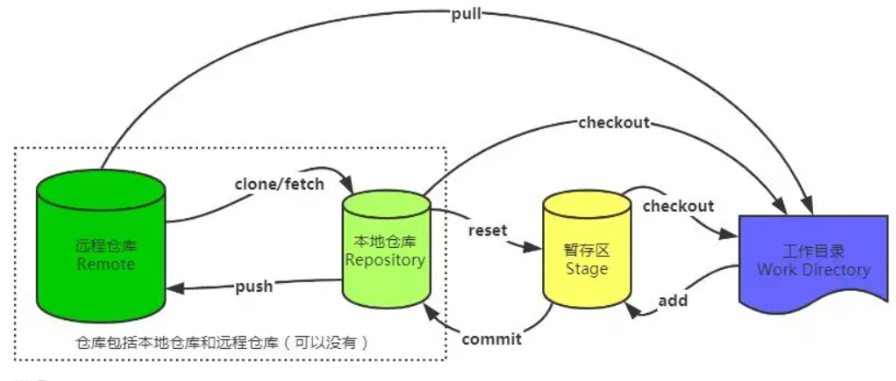 pull
checkout
clone/fetch
checkout
reset
远程仓库
Remote
本地仓库
Repository
暂存区
Stage
工作目录
Work Directory
push
add
commit
仓库包括本地仓库和远程仓库（可以没有）